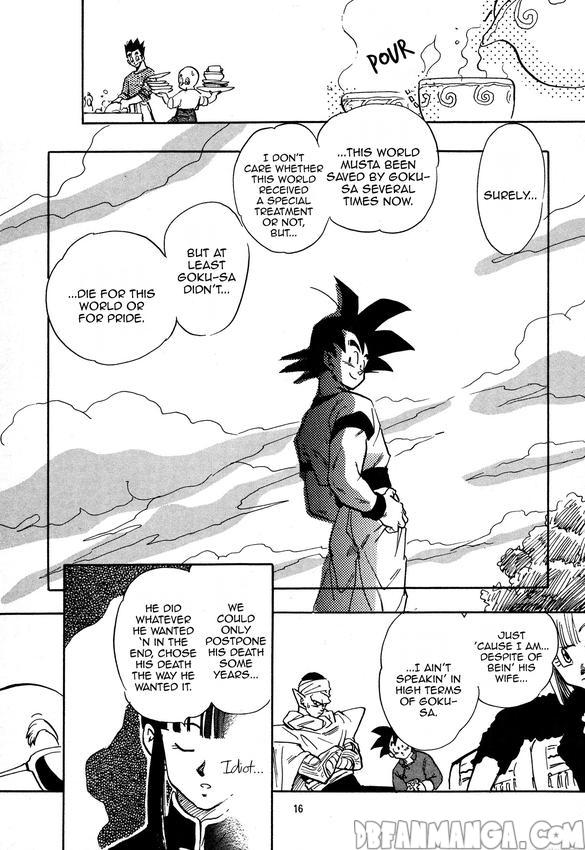 POUR
SURELY...
...THIS WORLD
MUSTA BEEN
SAVED BY GOKU-
SA SEVERAL
TIMES NOW.
I DON'T
CARE WHETHER
THIS WORLD
RECEIVED
A SPECIAL
TREATMENT
OR NOT,
BUT...
BUT AT
LEAST
GOKU-SA
DIDN'T...
...DIE FOR THIS
WORLD OR
FOR PRIDE.
JUST
'CAUSE I AM...
DESPITE OF
BEIN' HIS
WIFE...
...I AIN'T
SPEAKIN' IN
HIGH TERMS
OF GOKU-
SA.
WE
COULD
ONLY
POSTPONE
HIS DEATH
SOME
YEARS...
HE DID
WHATEVER
HE WANTED
'N IN THE
END, CHOSE
HIS DEATH
THE WAY HE
WANTED IT.
Idiot...
16
DBFANMANGA.COM